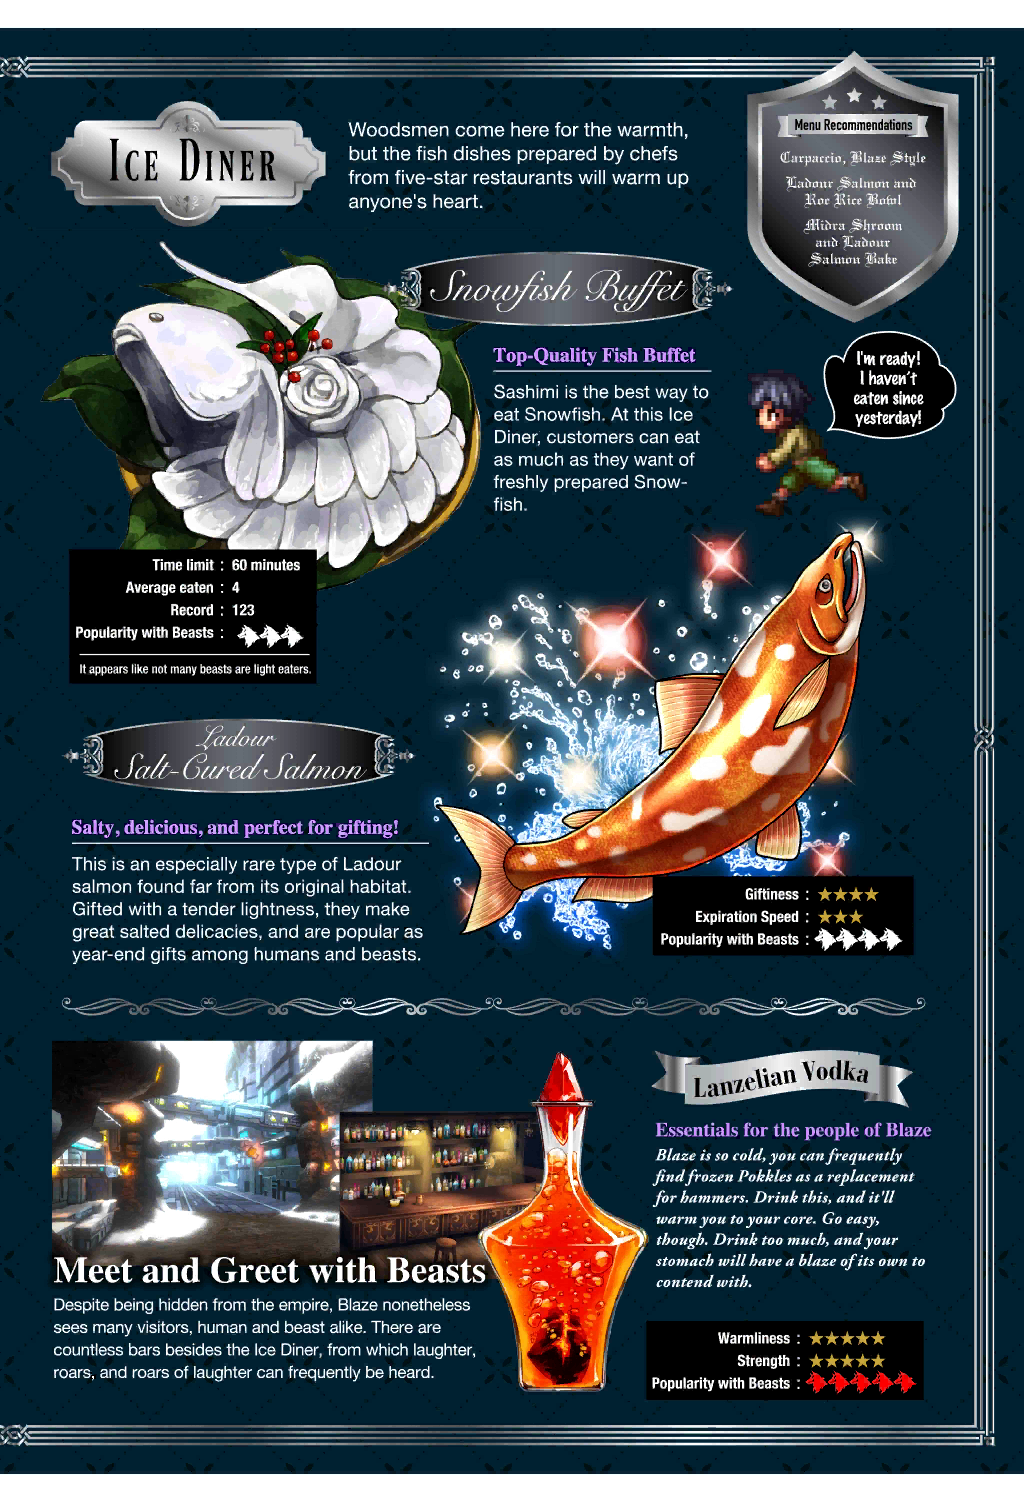 ICE DINER
Woodsmen come here for the warmth,
but the fish dishes prepared by chefs
from five-star restaurants will warm up
anyone's heart.
Menu Recommendations
Carpaccio, Blaze Style
Ladour Salmon and
Roe Rice Bowl
Midra Shroom
and Ladour
Salmon Bake
Snowfish Buffet
Top-Quality Fish Buffet
Sashimi is the best way to
eat Snowfish. At this Ice
Diner, customers can eat
as much as they want of
freshly prepared Snow-
fish.
I'm ready!
I haven't
eaten since
yesterday!
Time limit : 60 minutes
Average eaten : 4
Record : 123
Popularity with Beasts :
It appears like not many beasts are light eaters.
Ladour
Salt-Cured Salmon
Salty, delicious, and perfect for gifting!
This is an especially rare type of Ladour
salmon found far from its original habitat.
Gifted with a tender lightness, they make
great salted delicacies, and are popular as
year-end gifts among humans and beasts.
Giftiness : ★★★★
Expiration Speed : ★★★
Popularity with Beasts :
Meet and Greet with Beasts
Despite being hidden from the empire, Blaze nonetheless
sees many visitors, human and beast alike. There are
countless bars besides the Ice Diner, from which laughter,
roars, and roars of laughter can frequently be heard.
Lanzelian Vodka
Essentials for the people of Blaze
Blaze is so cold, you can frequently
find frozen Pokkles as a replacement
for hammers. Drink this, and it'll
warm you to your core. Go easy,
though. Drink too much, and your
stomach will have a blaze of its own to
contend with.
Warmliness : ★★★★★
Strength : ★★★★★
Popularity with Beasts :